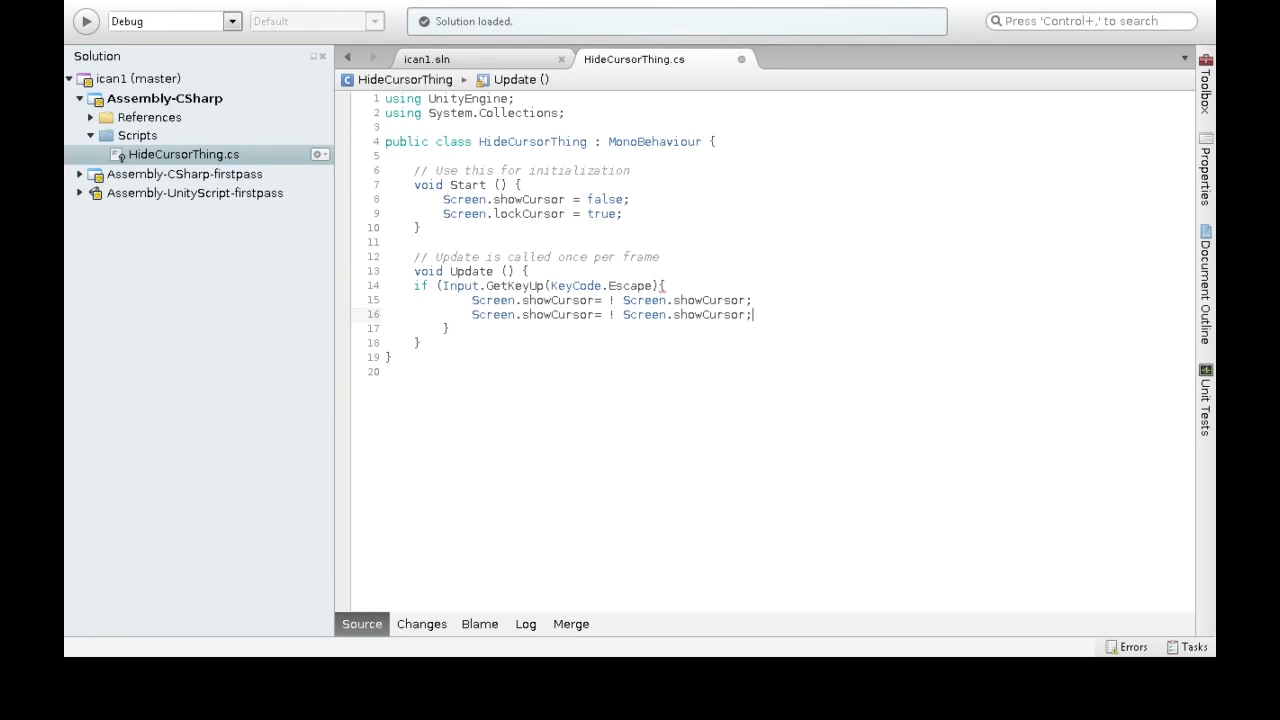 Debug
Default
Solution loaded.
Press 'Control+,' to search
Solution
ican1 (master)
Assembly-CSharp
References
Scripts
HideCursorThing.cs
Assembly-CSharp-firstpass
Assembly-UnityScript-firstpass
ican1.sln
HideCursorThing.cs
HideCursorThing
Update ()
1 using UnityEngine;
2 using System.Collections;
3
4 public class HideCursorThing : MonoBehaviour {
5
6 // Use this for initialization
7 void Start () {
8 Screen.showCursor = false;
9 Screen.lockCursor = true;
10 }
11
12 // Update is called once per frame
13 void Update () {
14 if (Input.GetKeyUp(KeyCode.Escape){
15 Screen.showCursor= ! Screen.showCursor;
16 Screen.showCursor= ! Screen.showCursor;
17 }
18 }
19 }
20
Toolbox
Properties
Document Outline
Unit Tests
Source
Changes
Blame
Log
Merge
Errors
Tasks